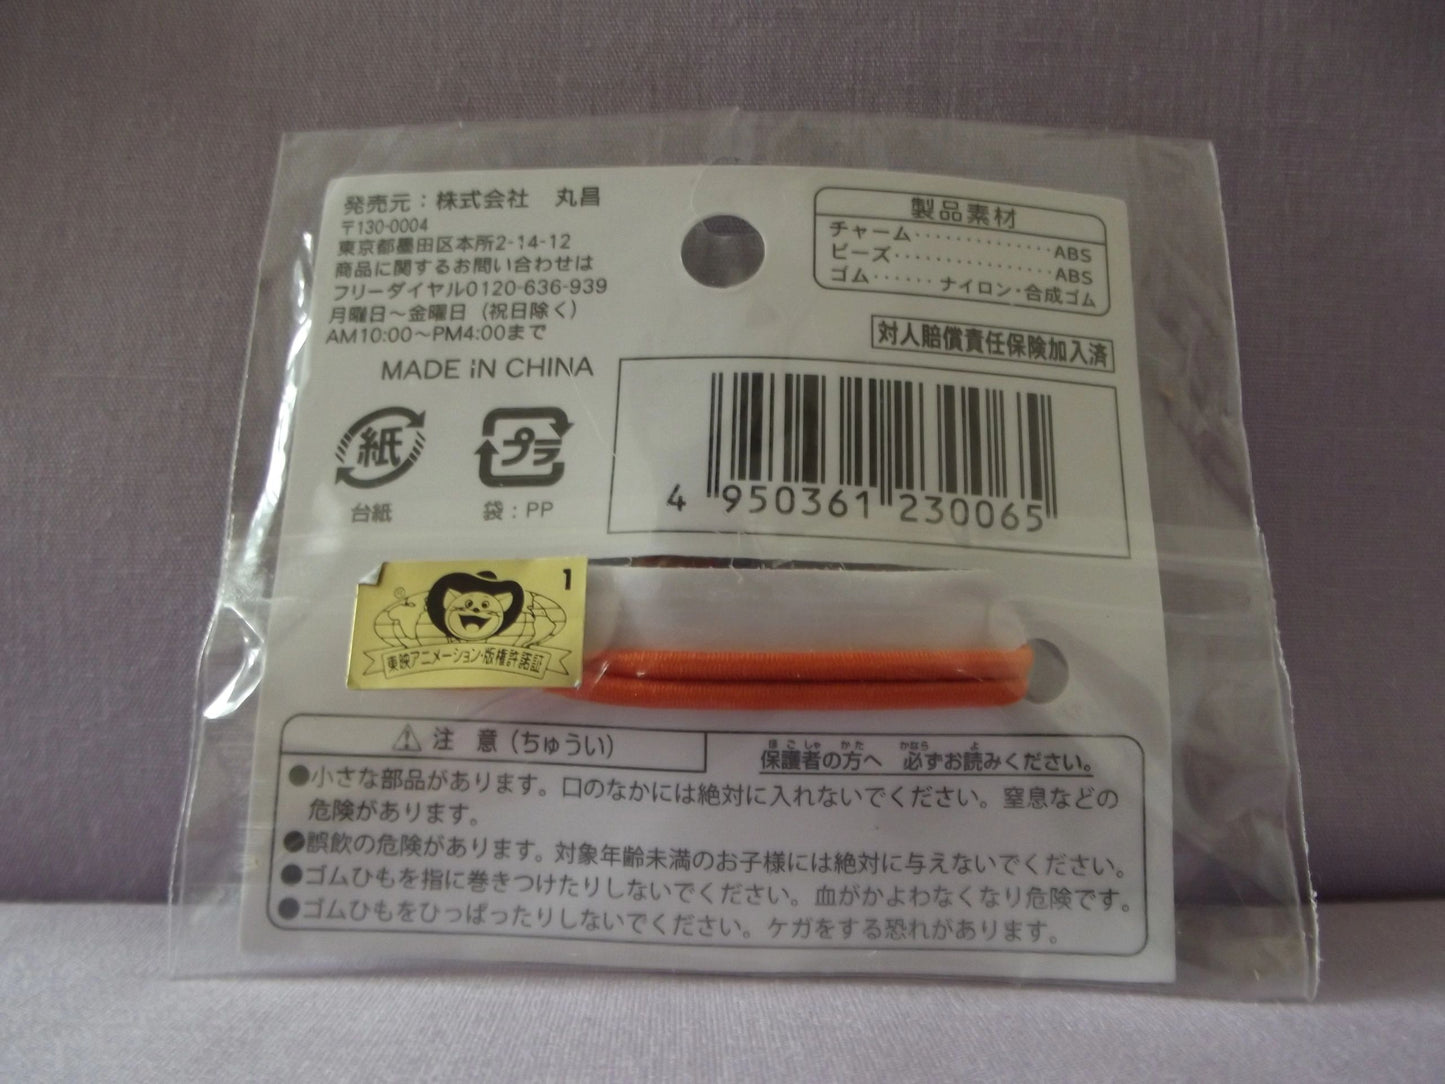 発売元：株式会社　丸昌
〒130-0004
東京都墨田区本所2-14-12
商品に関するお問い合わせは
フリーダイヤル0120-636-939
月曜日～金曜日（祝日除く）
AM10:00～PM4:00まで
MADE iN CHINA
製品素材
チャーム・・・・・・・・・・・・・・・ABS
ビーズ・・・・・・・・・・・・・・・・・ABS
ゴム・・・・・・ナイロン・合成ゴム
対人賠償責任保険加入済
紙
台紙
プラ
袋：PP
4 950361 230065
1
東映アニメーション・版権許諾証
注　意（ちゅうい）
ほごしゃ かた かなら よ
保護者の方へ　必ずお読みください。
●小さな部品があります。口のなかには絶対に入れないでください。窒息などの
危険があります。
●誤飲の危険があります。対象年齢未満のお子様には絶対に与えないでください。
●ゴムひもを指に巻きつけたりしないでください。血がかよわなくなり危険です。
●ゴムひもをひっぱったりしないでください。ケガをする恐れがあります。